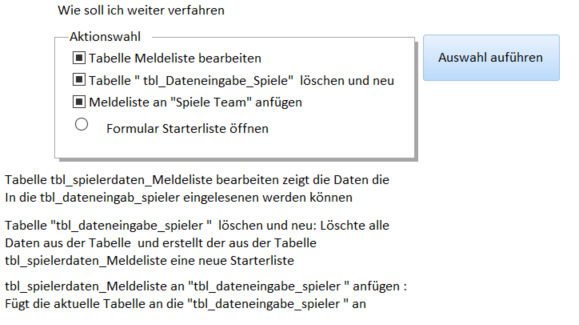 Wie soll ich weiter verfahren
Aktionswahl
Tabelle Meldeliste bearbeiten
Auswahl auführen
Tabelle " tbl_Dateneingabe_Spiele" löschen und neu
Meldeliste an "Spiele Team" anfügen
Formular Starterliste öffnen
Tabelle tbl_spielerdaten_Meldeliste bearbeiten zeigt die Daten die
In die tbl_dateneingab_spieler eingelesenen werden können
Tabelle "tbl_dateneingabe_spieler " löschen und neu: Löschte alle
Daten aus der Tabelle und erstellt der aus der Tabelle
tbl_spielerdaten_Meldeliste eine neue Starterliste
tbl_spielerdaten_Meldeliste an "tbl_dateneingabe_spieler " anfügen :
Fügt die aktuelle Tabelle an die "tbl_dateneingabe_spieler " an